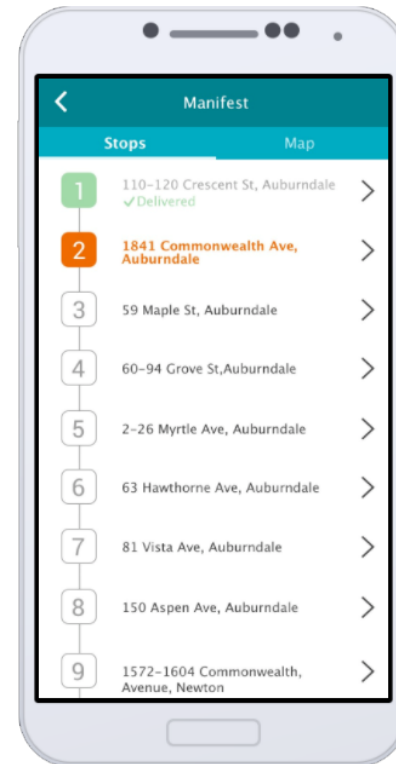 Manifest
Stops Map
1 110-120 Crescent St, Auburndale
✓Delivered
2 1841 Commonwealth Ave,
Auburndale
3 59 Maple St, Auburndale
4 60-94 Grove St,Auburndale
5 2-26 Myrtle Ave, Auburndale
6 63 Hawthorne Ave, Auburndale
7 81 Vista Ave, Auburndale
8 150 Aspen Ave, Auburndale
9 1572-1604 Commonwealth,
Avenue, Newton